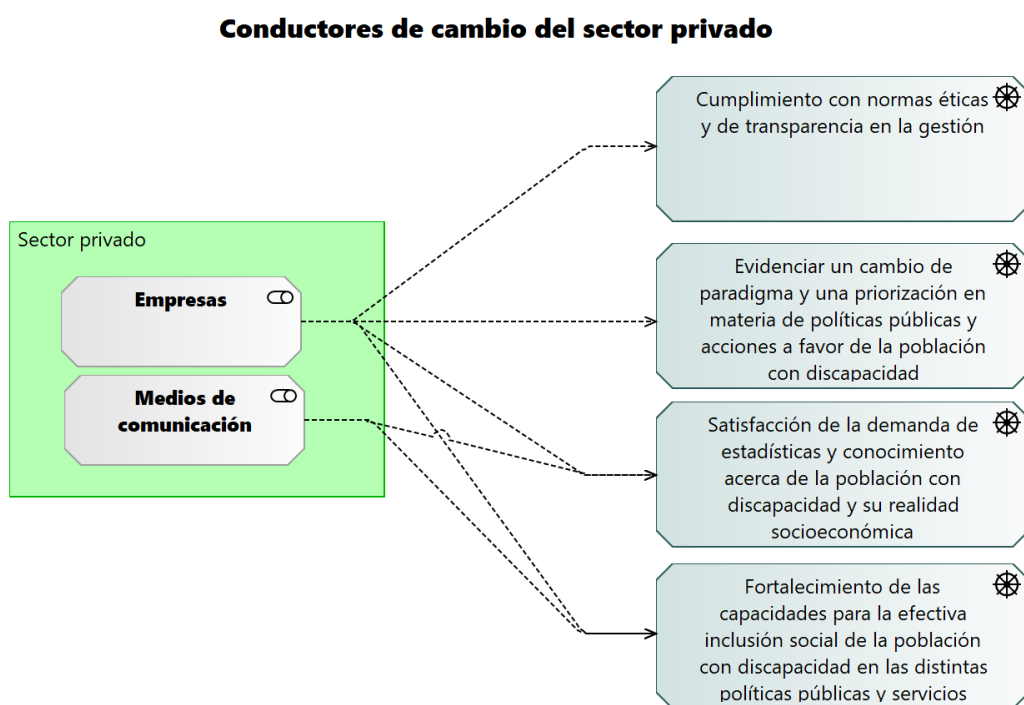 Conductores de cambio del sector privado
Cumplimiento con normas éticas
y de transparencia en la gestión
Sector privado
Empresas
Medios de
comunicación
Evidenciar un cambio de
paradigma y una priorización en
materia de políticas públicas y
acciones a favor de la población
con discapacidad
Satisfacción de la demanda de
estadísticas y conocimiento
acerca de la población con
discapacidad y su realidad
socioeconómica
Fortalecimiento de las
capacidades para la efectiva
inclusión social de la población
con discapacidad en las distintas
políticas públicas y servicios